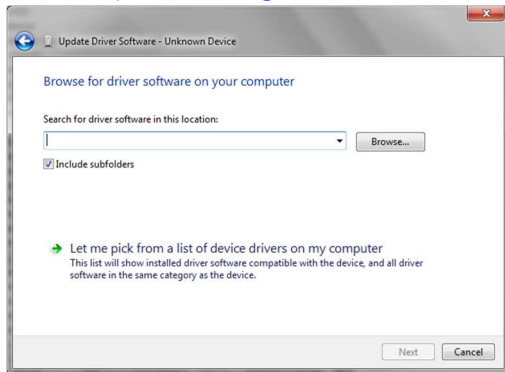 Update Driver Software - Unknown Device
Browse for driver software on your computer
Search for driver software in this location:
Browse...
Include subfolders
Let me pick from a list of device drivers on my computer
This list will show installed driver software compatible with the device, and all driver
software in the same category as the device.
Next Cancel